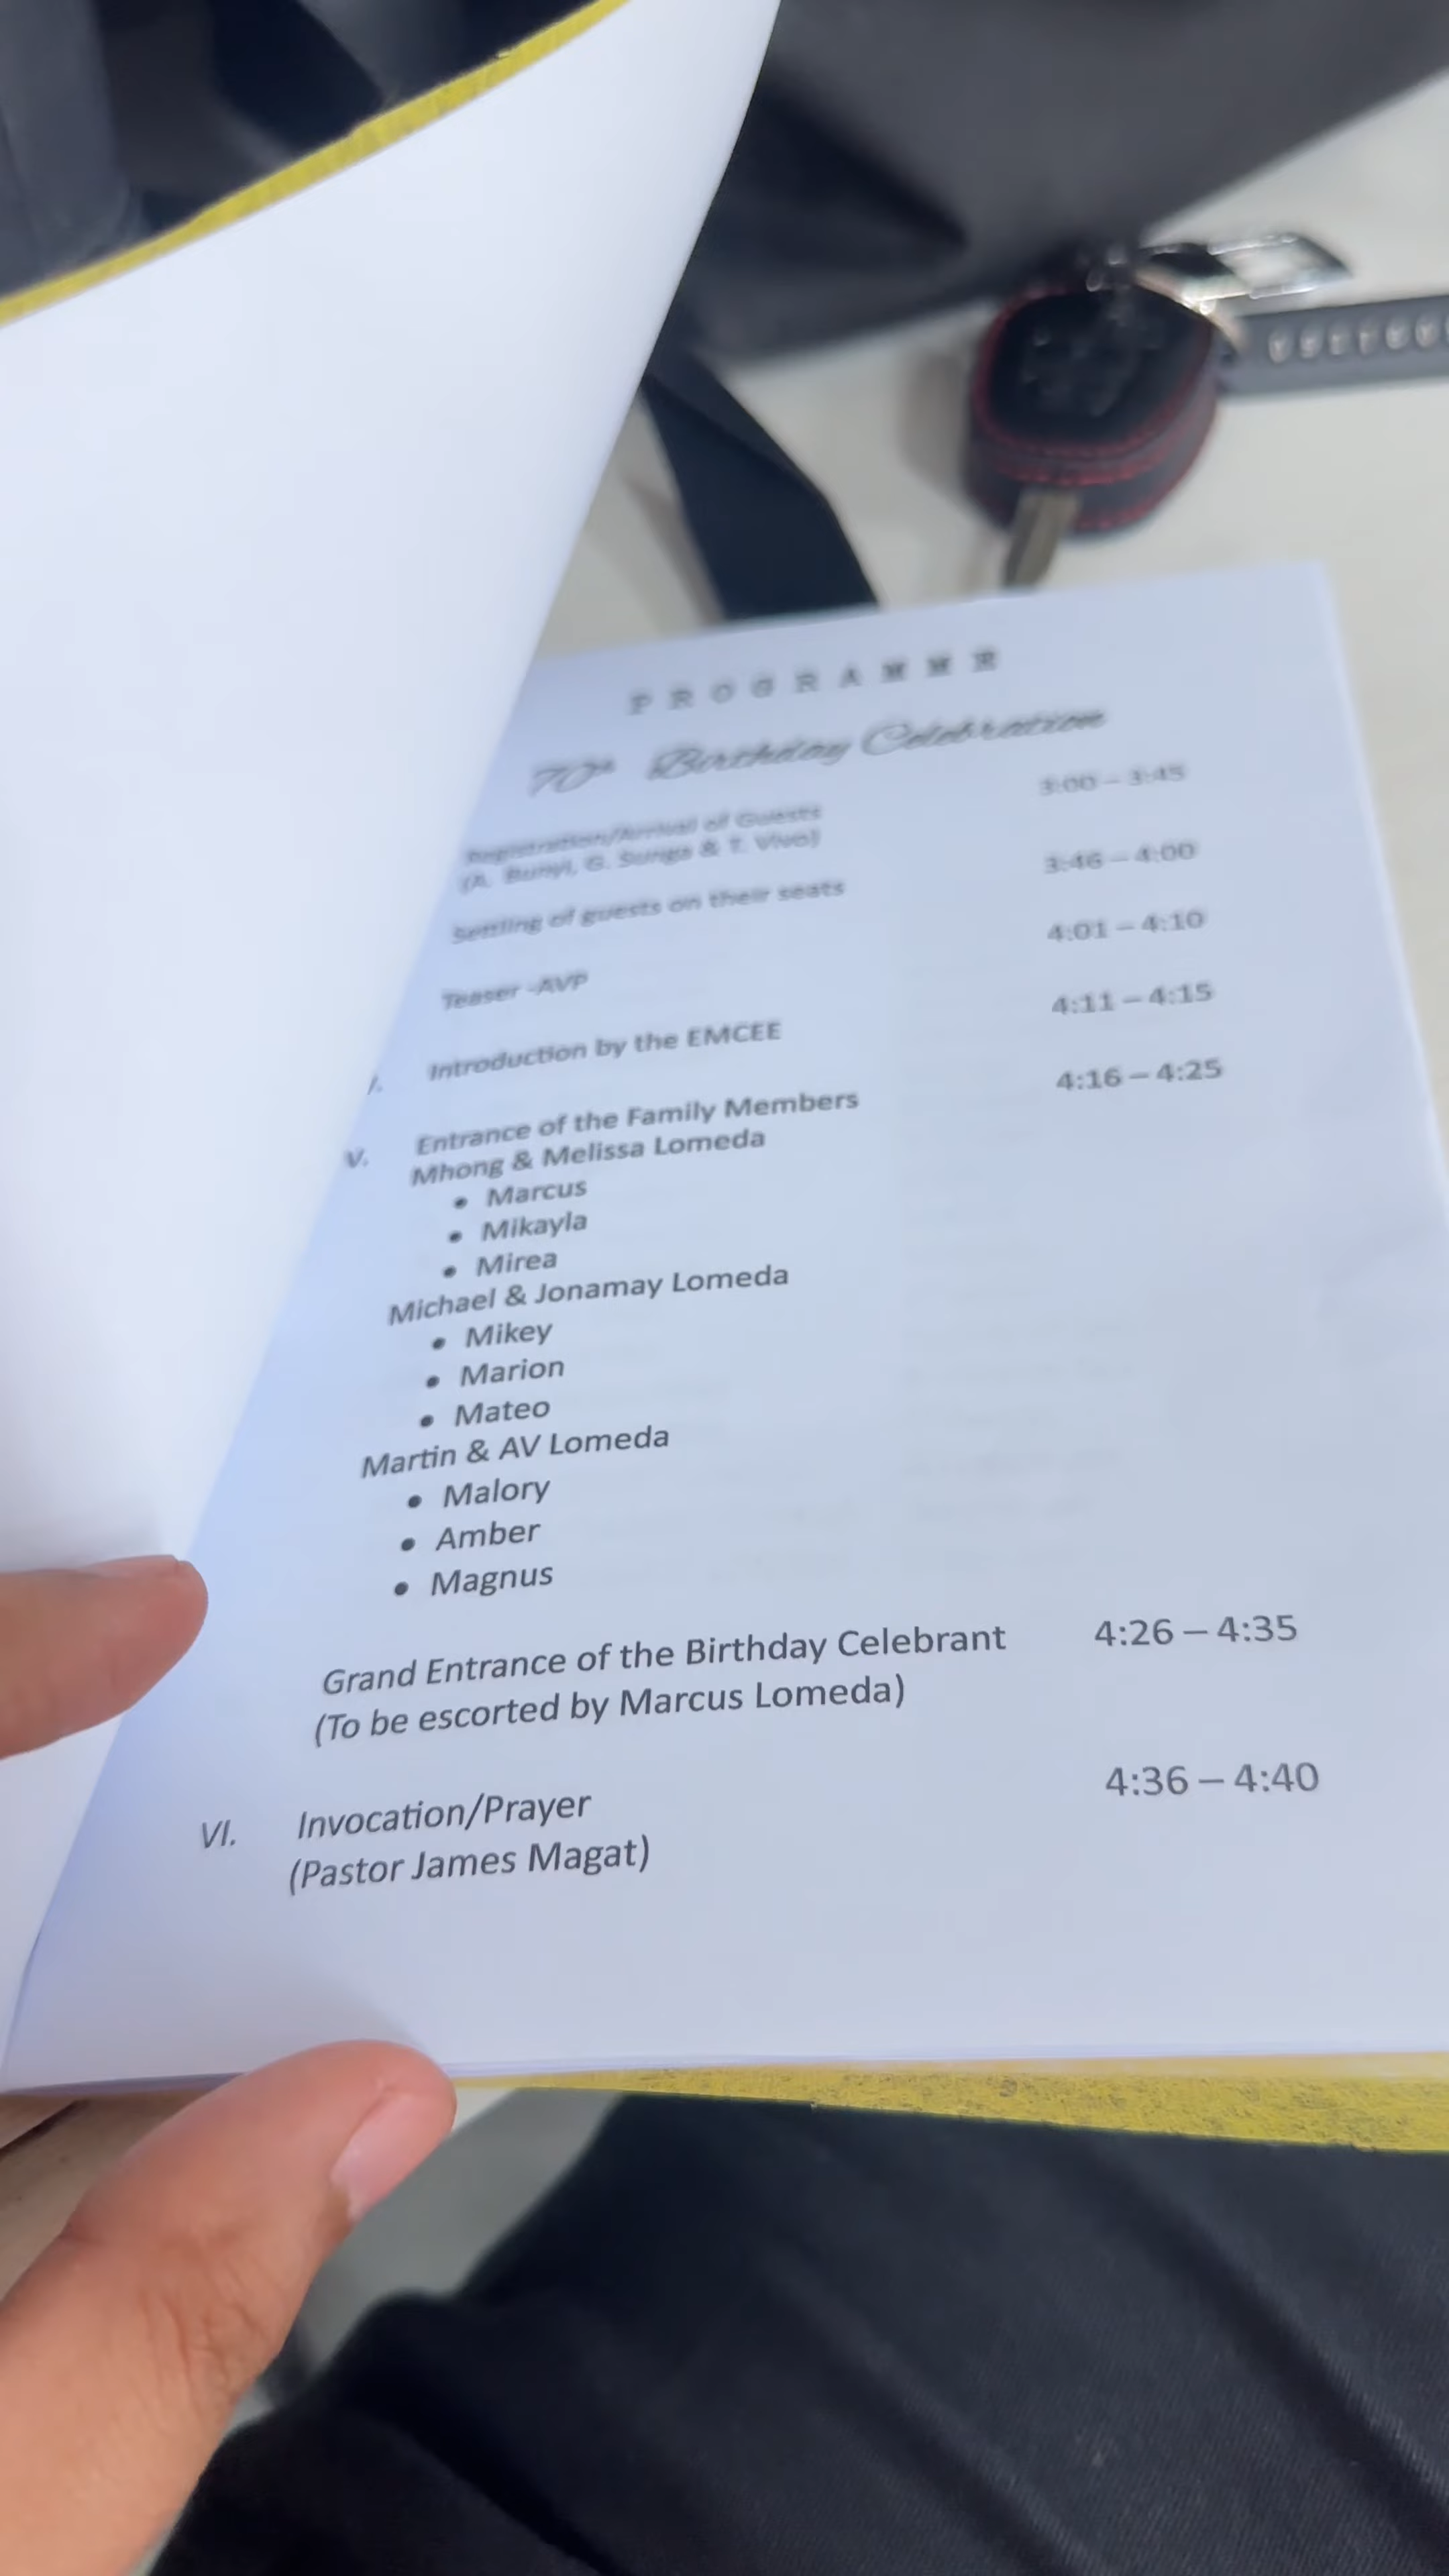 PROGRAMME
70th Birthday Celebration
Registration/Arrival of Guests 3:00 – 3:45
(A. Bunyi, G. Sunga & T. Vivo)
Settling of guests on their seats 3:46 – 4:00
Teaser -AVP 4:01 – 4:10
Introduction by the EMCEE 4:11 – 4:15
V. Entrance of the Family Members 4:16 – 4:25
Mhong & Melissa Lomeda
• Marcus
• Mikayla
• Mirea
Michael & Jonamay Lomeda
• Mikey
• Marion
• Mateo
Martin & AV Lomeda
• Malory
• Amber
• Magnus
Grand Entrance of the Birthday Celebrant 4:26 – 4:35
(To be escorted by Marcus Lomeda)
VI. Invocation/Prayer 4:36 – 4:40
(Pastor James Magat)